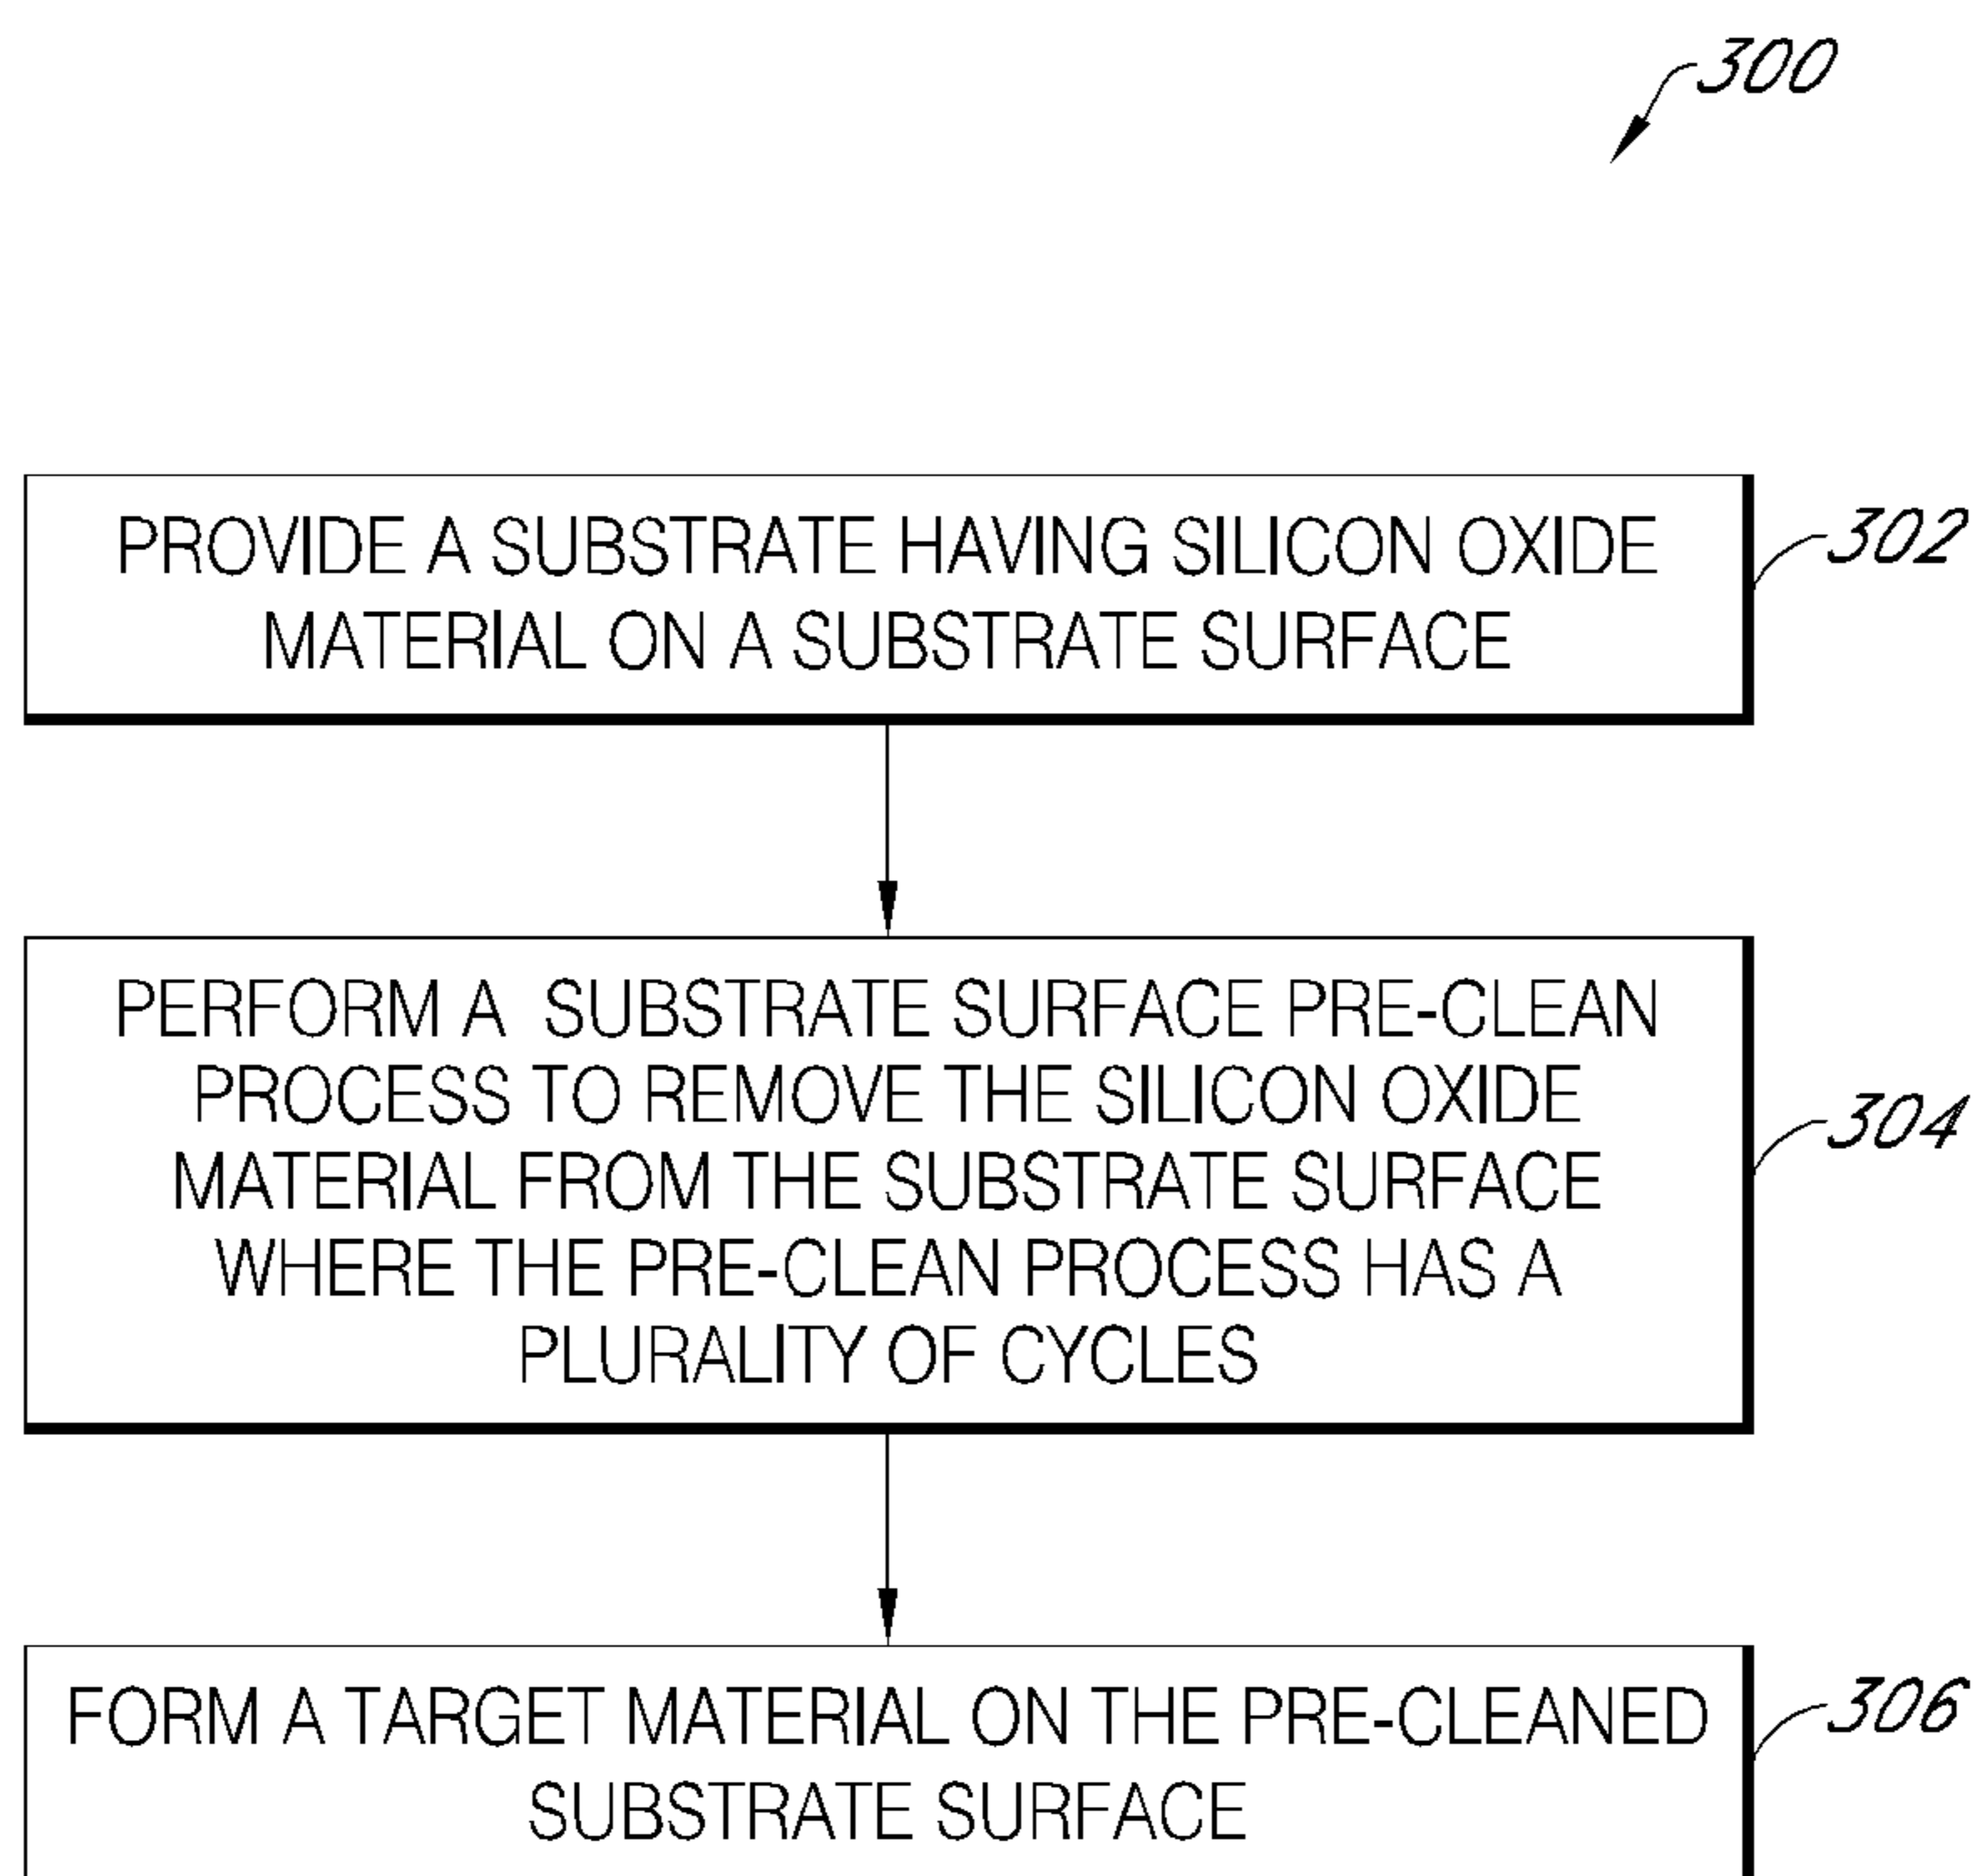 300
PROVIDE A SUBSTRATE HAVING SILICON OXIDE
MATERIAL ON A SUBSTRATE SURFACE
302
PERFORM A SUBSTRATE SURFACE PRE-CLEAN
PROCESS TO REMOVE THE SILICON OXIDE
MATERIAL FROM THE SUBSTRATE SURFACE
WHERE THE PRE-CLEAN PROCESS HAS A
PLURALITY OF CYCLES
304
FORM A TARGET MATERIAL ON THE PRE-CLEANED
SUBSTRATE SURFACE
306